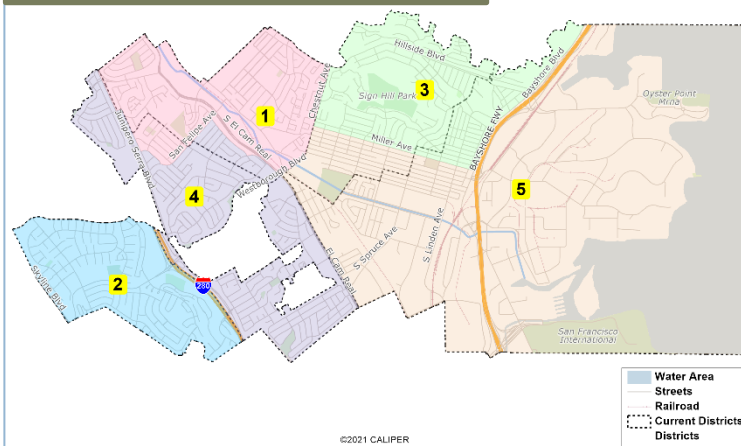 Hillside Blvd
Bayshore Blvd
Chestnut Ave
Sign Hill Park
3
Oyster Point
Mrna
1
S El Cam Real
San Felipe Ave
Junipero Serra Blvd
Miller Ave
BAYSHORE FWY
Westborough Blvd
4
5
S Spruce Ave
S Linden Ave
El Cam Real
2
Skyline Blvd
280
San Francisco
International
Water Area
Streets
Railroad
Current Districts
Districts
©2021 CALIPER